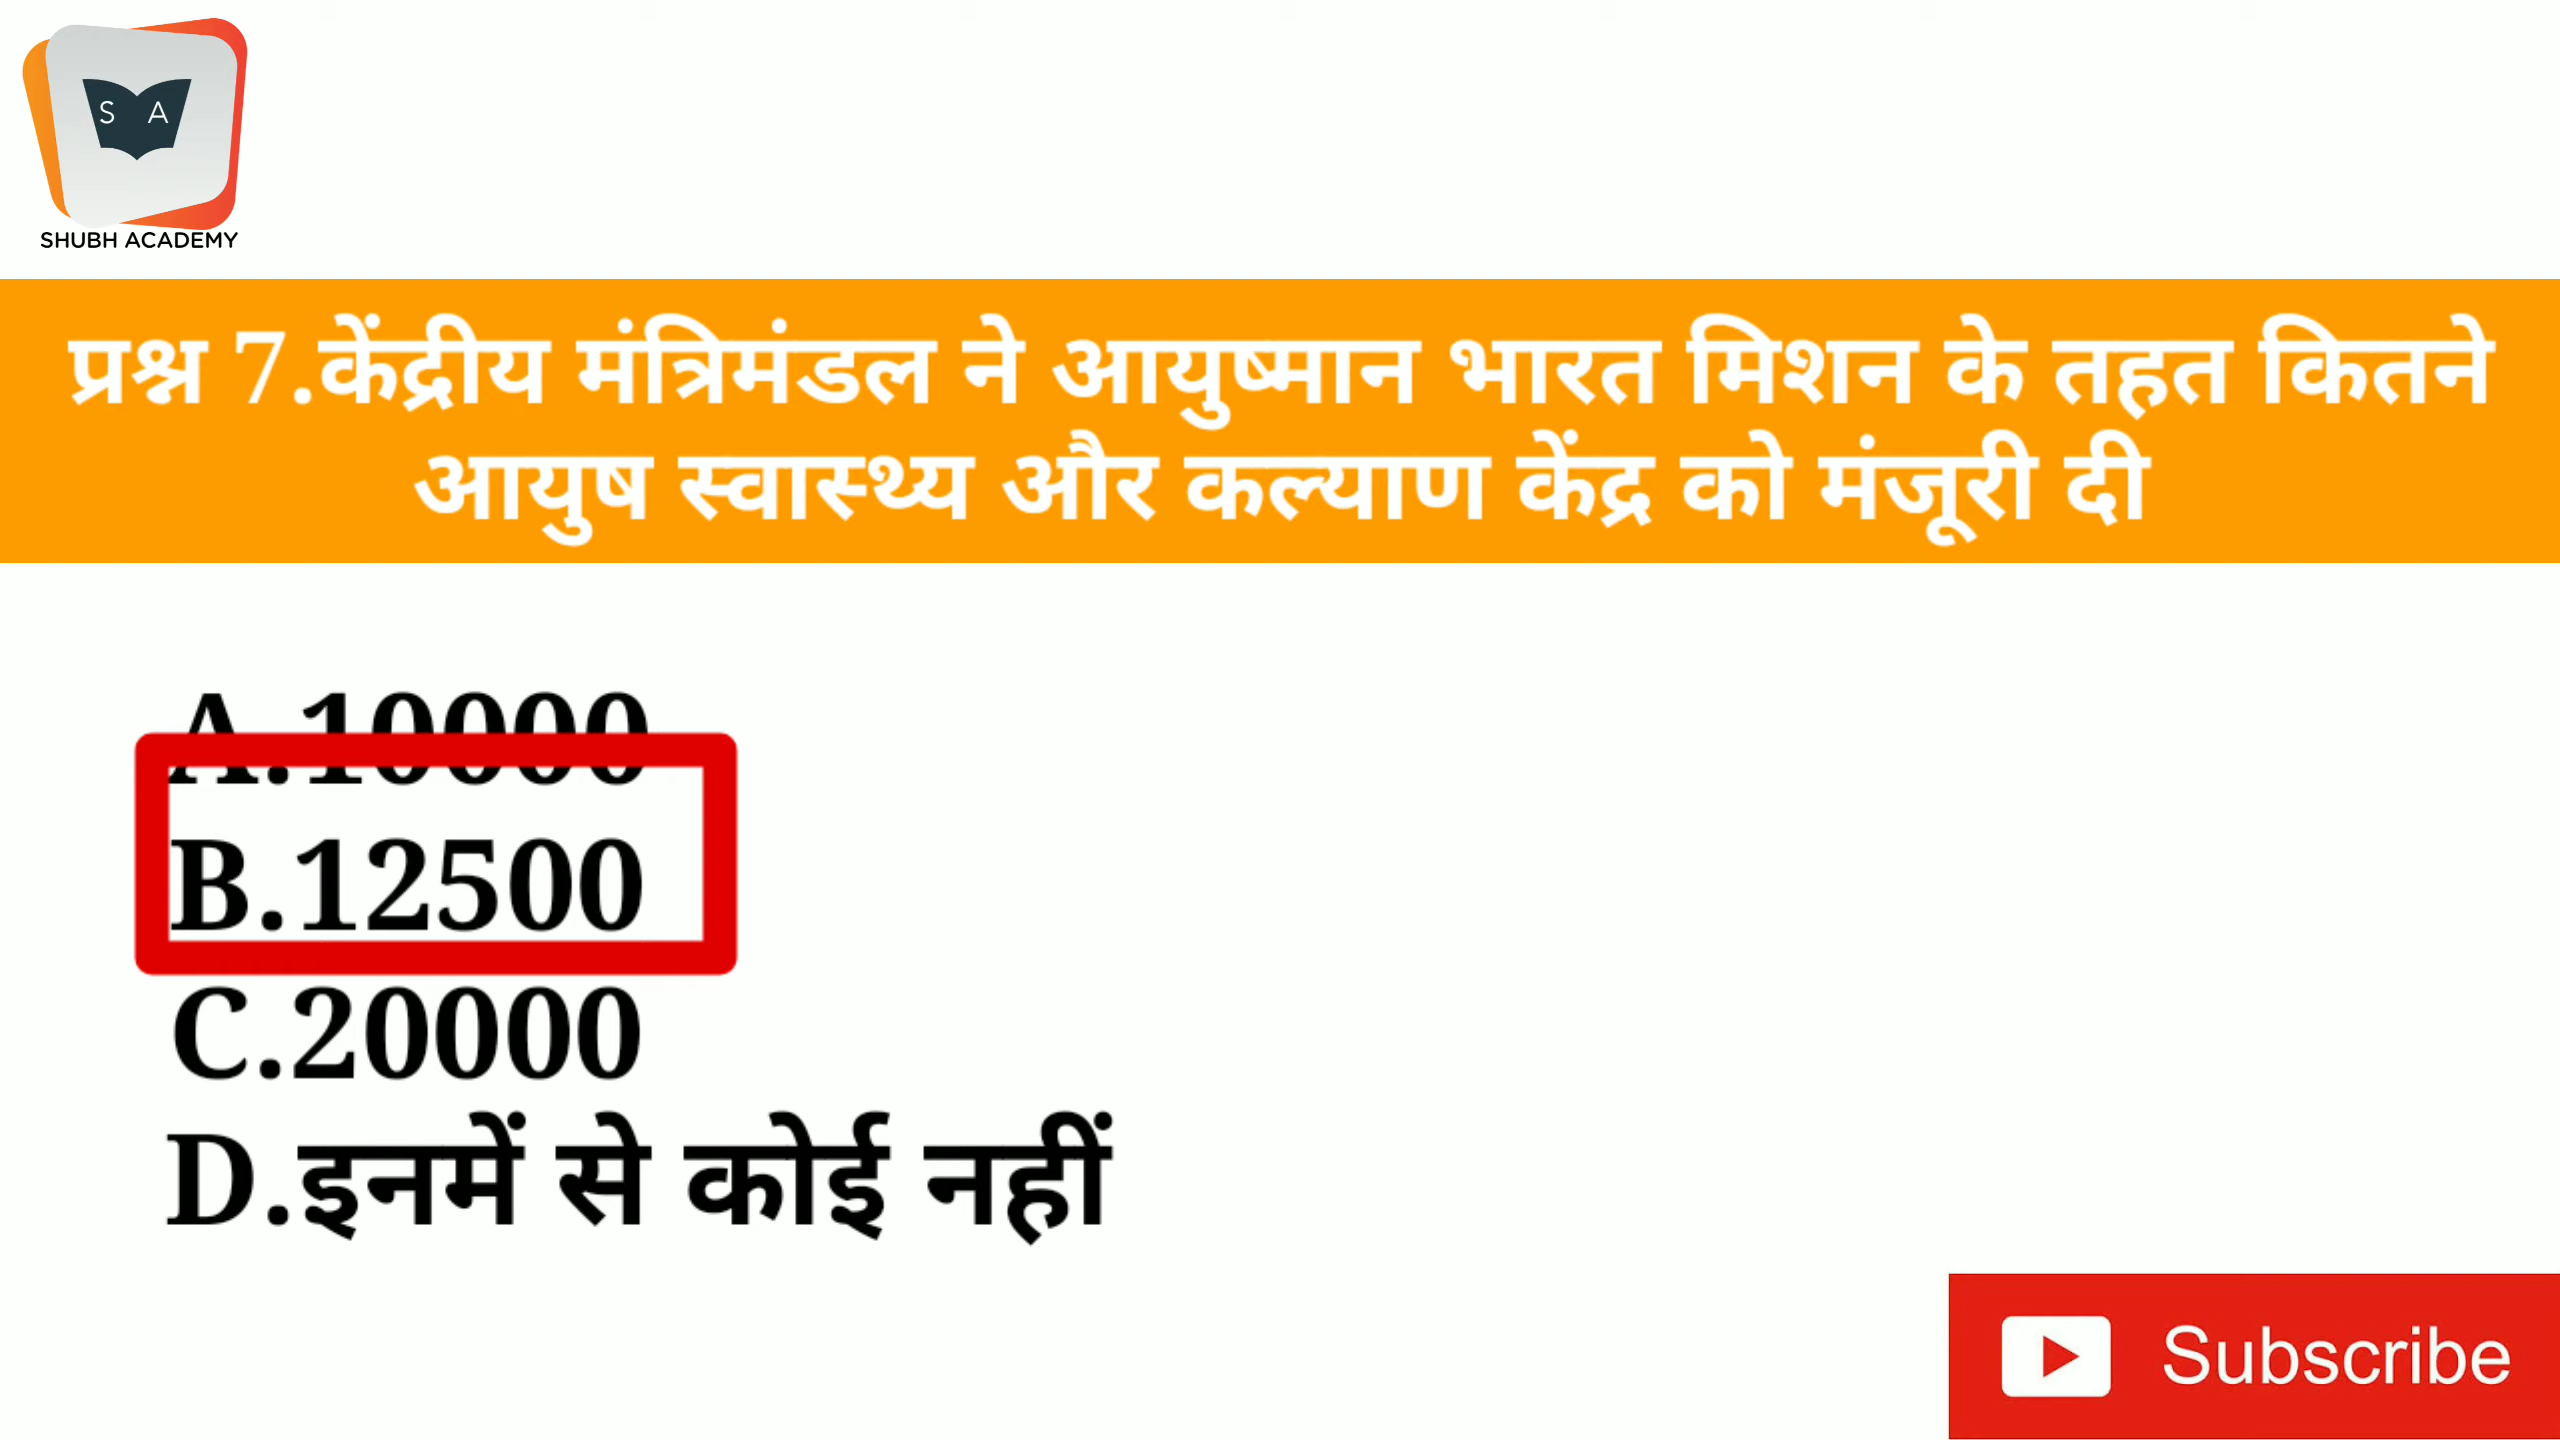 S A
SHUBH ACADEMY
प्रश्न 7.केंद्रीय मंत्रिमंडल ने आयुष्मान भारत मिशन के तहत कितने
आयुष स्वास्थ्य और कल्याण केंद्र को मंजूरी दी
A.10000
B.12500
C.20000
D.इनमें से कोई नहीं
Subscribe